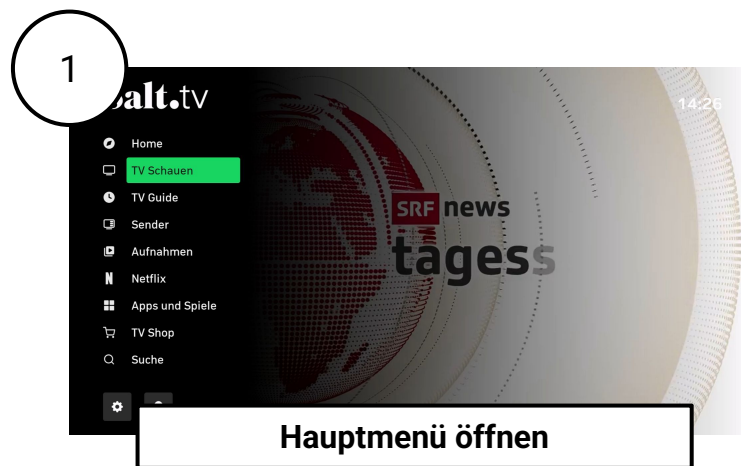 1
salt.tv
14:26
Home
TV Schauen
TV Guide
Sender
Aufnahmen
Netflix
Apps und Spiele
TV Shop
Suche
SRF news
tagess
Hauptmenü öffnen